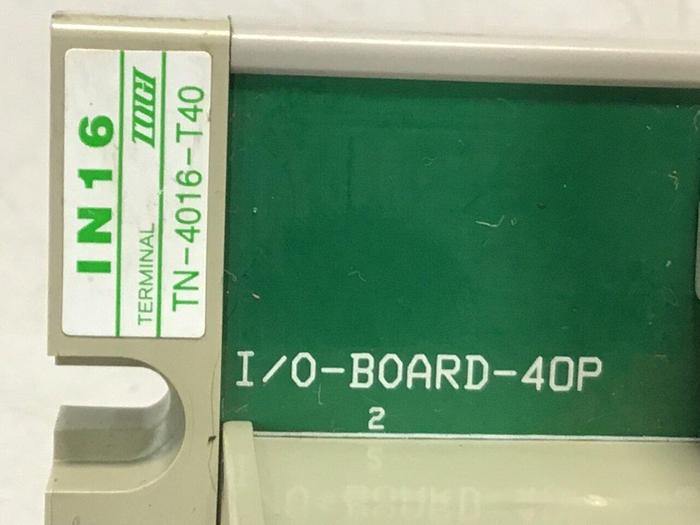 IN16
TOGI
TERMINAL
TN-4016-T40
I/O-BOARD-40P
2